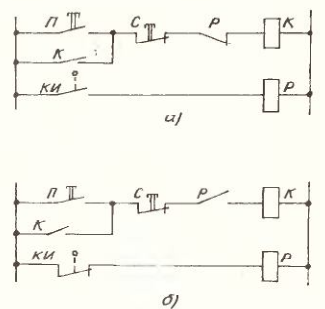 П С Р К
К
КИ Р
а)
П С Р К
К
КИ Р
б)